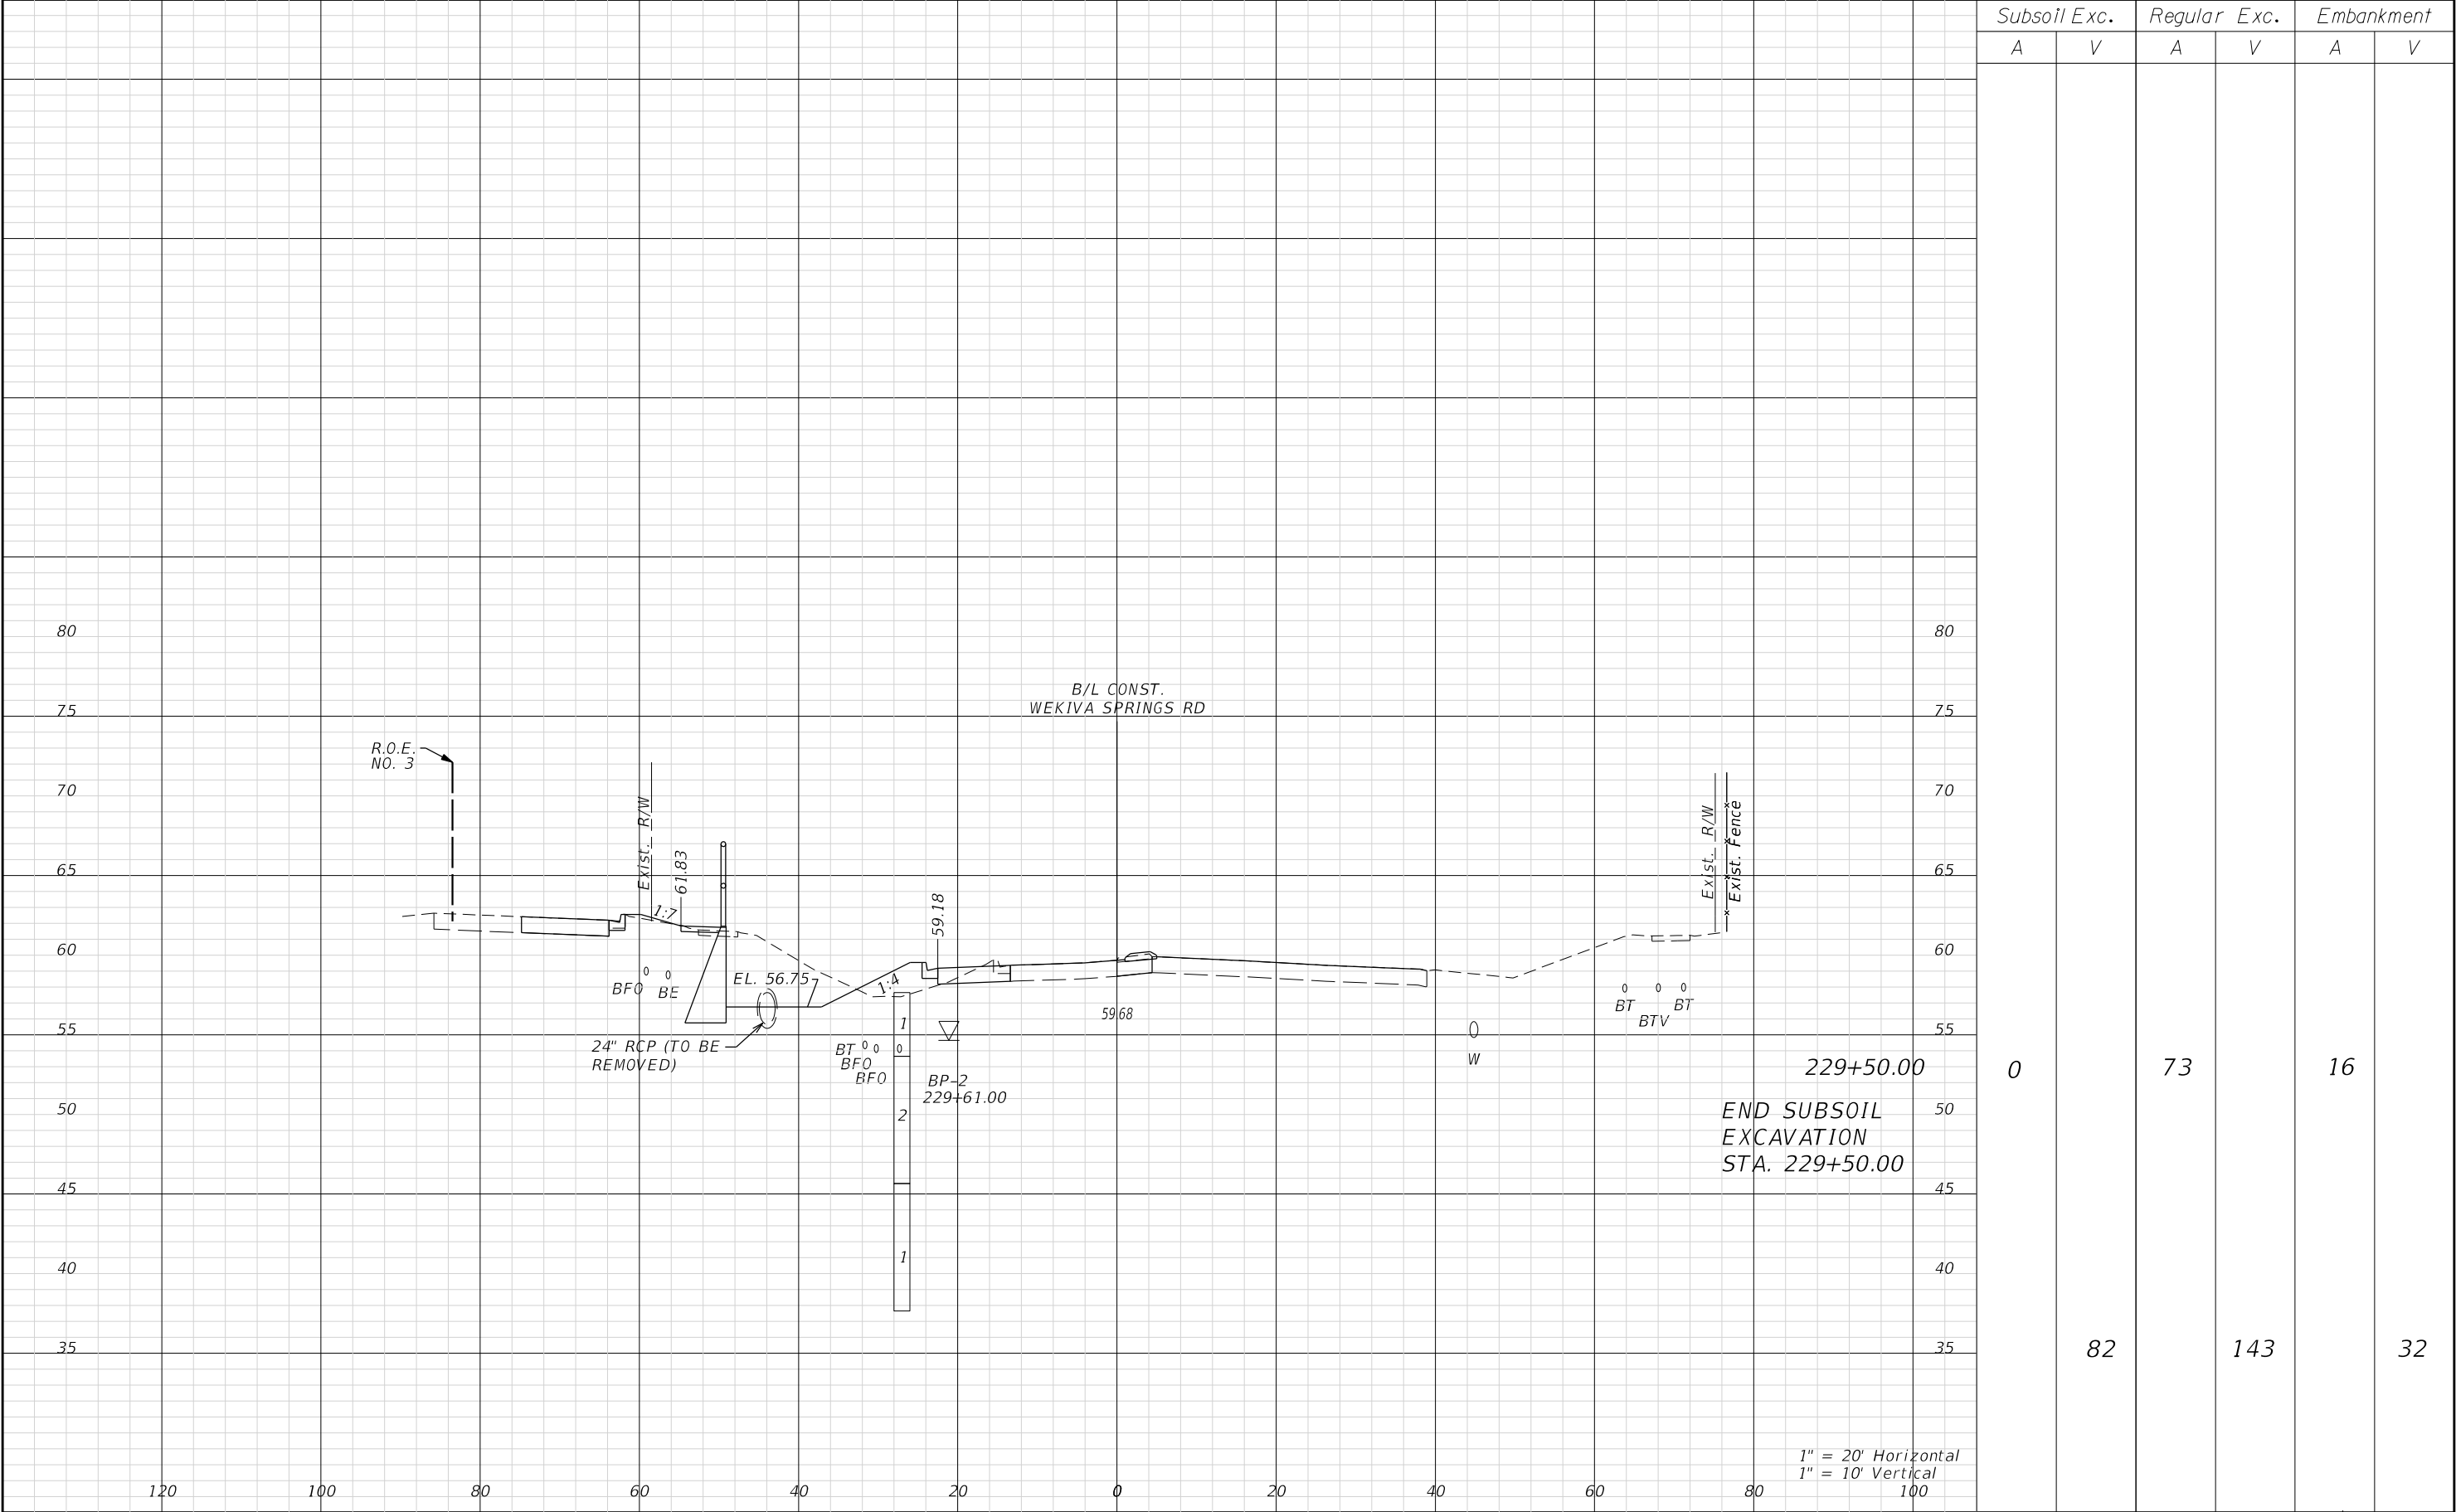 Subsoil Exc. Regular Exc. Embankment
A V A V A V
80 80
B/L CONST.
WEKIVA SPRINGS RD
75 75
R.O.E.
NO. 3
70 70
Exist. R/W
61.83
1:7
59.18
Exist. R/W
Exist. Fence
65 65
60 60
BFO BE
EL. 56.75
1:4
1
59.68
BT BT
BTV
55 55
24" RCP (TO BE
REMOVED)
BT
BFO
BFO
BP-2
229+61.00
W
229+50.00 0 73 16
2
50 50
END SUBSOIL
EXCAVATION
STA. 229+50.00
45 45
1
40 40
35 35 82 143 32
1" = 20' Horizontal
1" = 10' Vertical
120 100 80 60 40 20 0 20 40 60 80 100